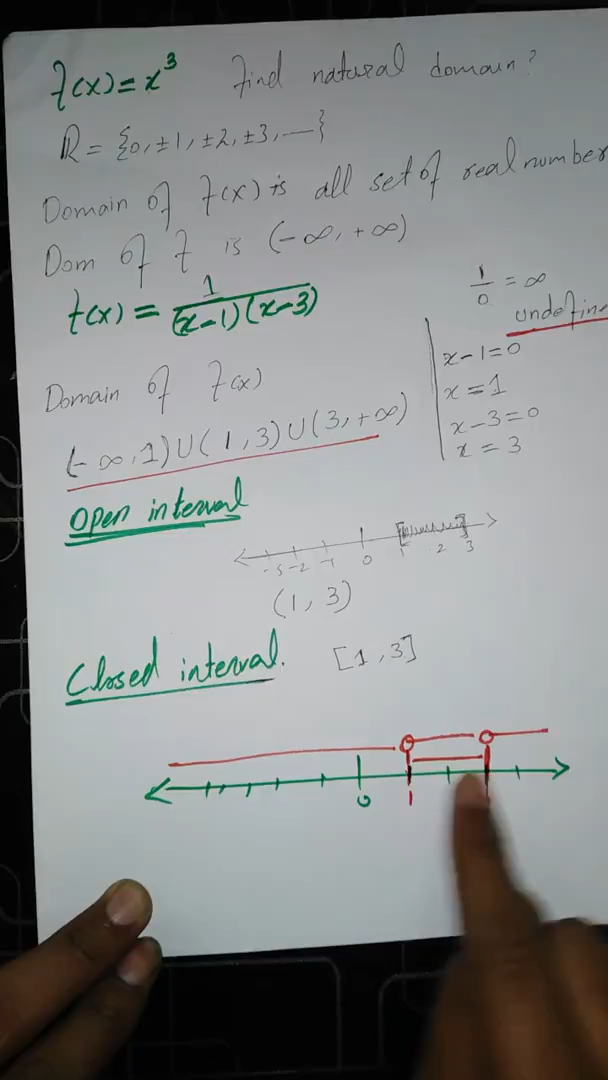 f(x) = x³ Find natural domain?
ℝ = {0, ±1, ±2, ±3, ---}
Domain of f(x) is all set of real number
Dom of f is (-∞, +∞)
f(x) = 1/(x-1)(x-3)
1/0 = ∞
undefine
x-1=0
x = 1
x-3=0
x = 3
Domain of f(x)
(-∞, 1) U (1, 3) U (3, +∞)
Open interval
-2 -1 0 1 2 3
(1, 3)
Closed interval. [1, 3]
0 1